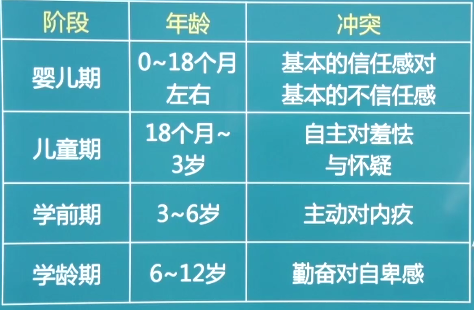 阶段 年龄 冲突
婴儿期 0~18个月左右 基本的信任感对基本的不信任感
儿童期 18个月~3岁 自主对羞怯与怀疑
学前期 3~6岁 主动对内疚
学龄期 6~12岁 勤奋对自卑感